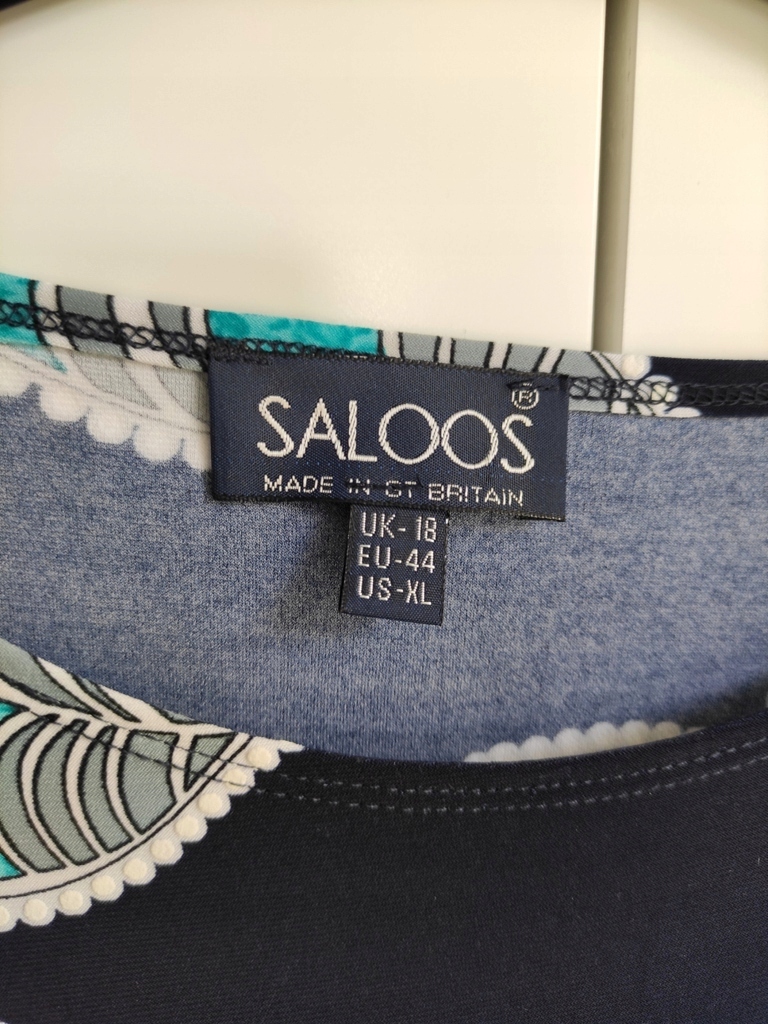 SALOOS®
MADE IN GT BRITAIN
UK-18
EU-44
US-XL